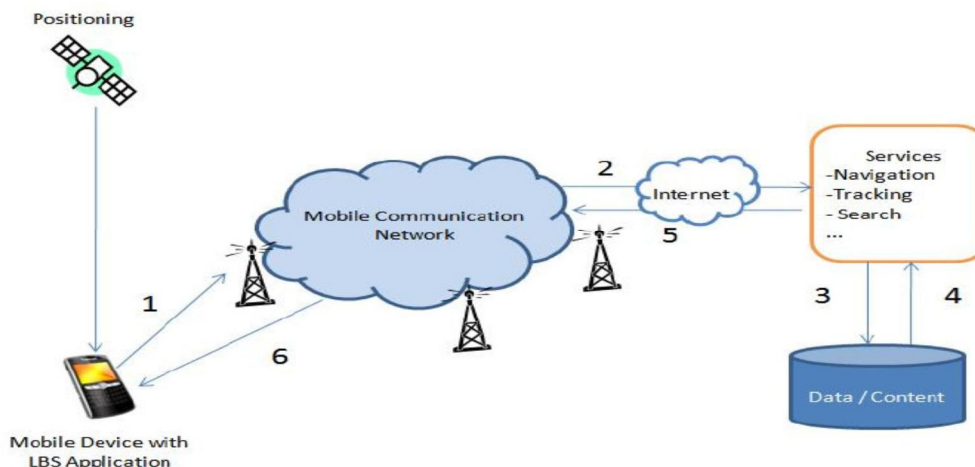 Positioning
Mobile Communication
Network
2
Internet
5
Services
-Navigation
-Tracking
- Search
...
1
6
3
4
Data / Content
Mobile Device with
LBS Application